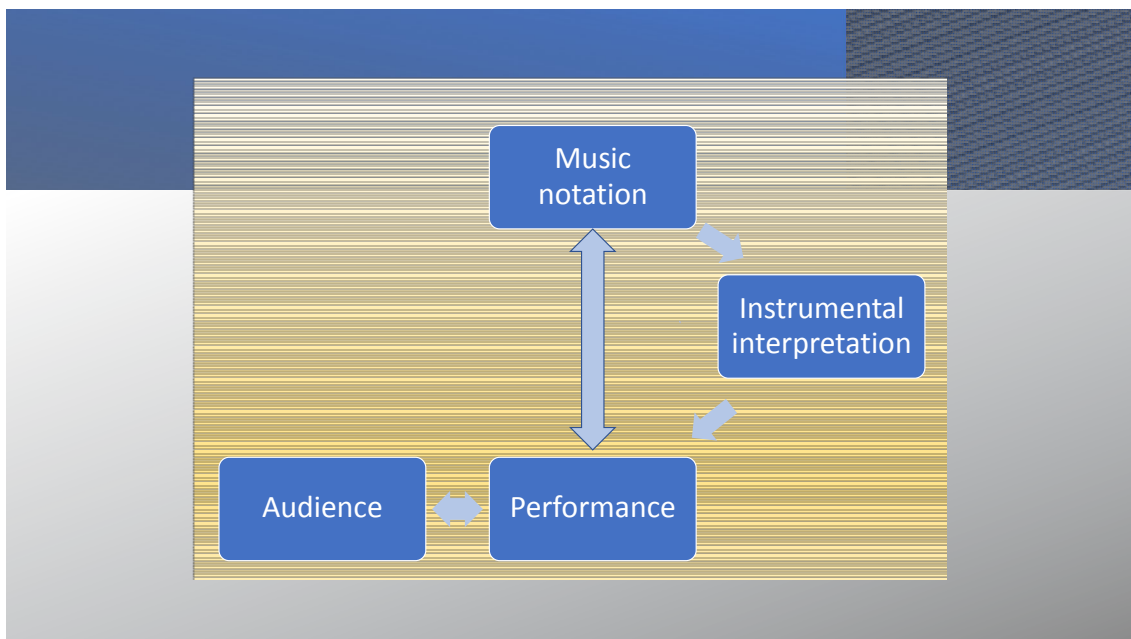 Music
notation
Instrumental
interpretation
Audience
Performance